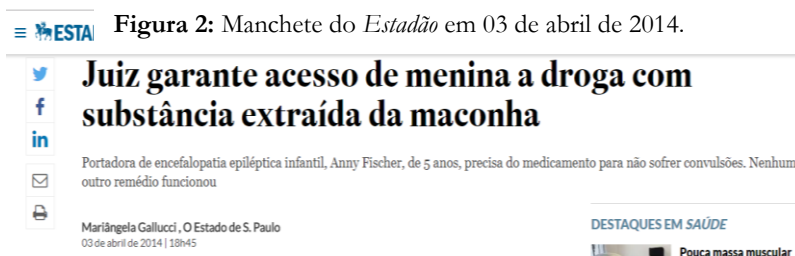 Figura 2: Manchete do Estadão em 03 de abril de 2014.
ESTA
Juiz garante acesso de menina a droga com
substância extraída da maconha
Portadora de encefalopatia epiléptica infantil, Anny Fischer, de 5 anos, precisa do medicamento para não sofrer convulsões. Nenhum
outro remédio funcionou
Mariângela Gallucci , O Estado de S. Paulo
03 de abril de 2014 | 18h45
DESTAQUES EM SAÚDE
Pouca massa muscular